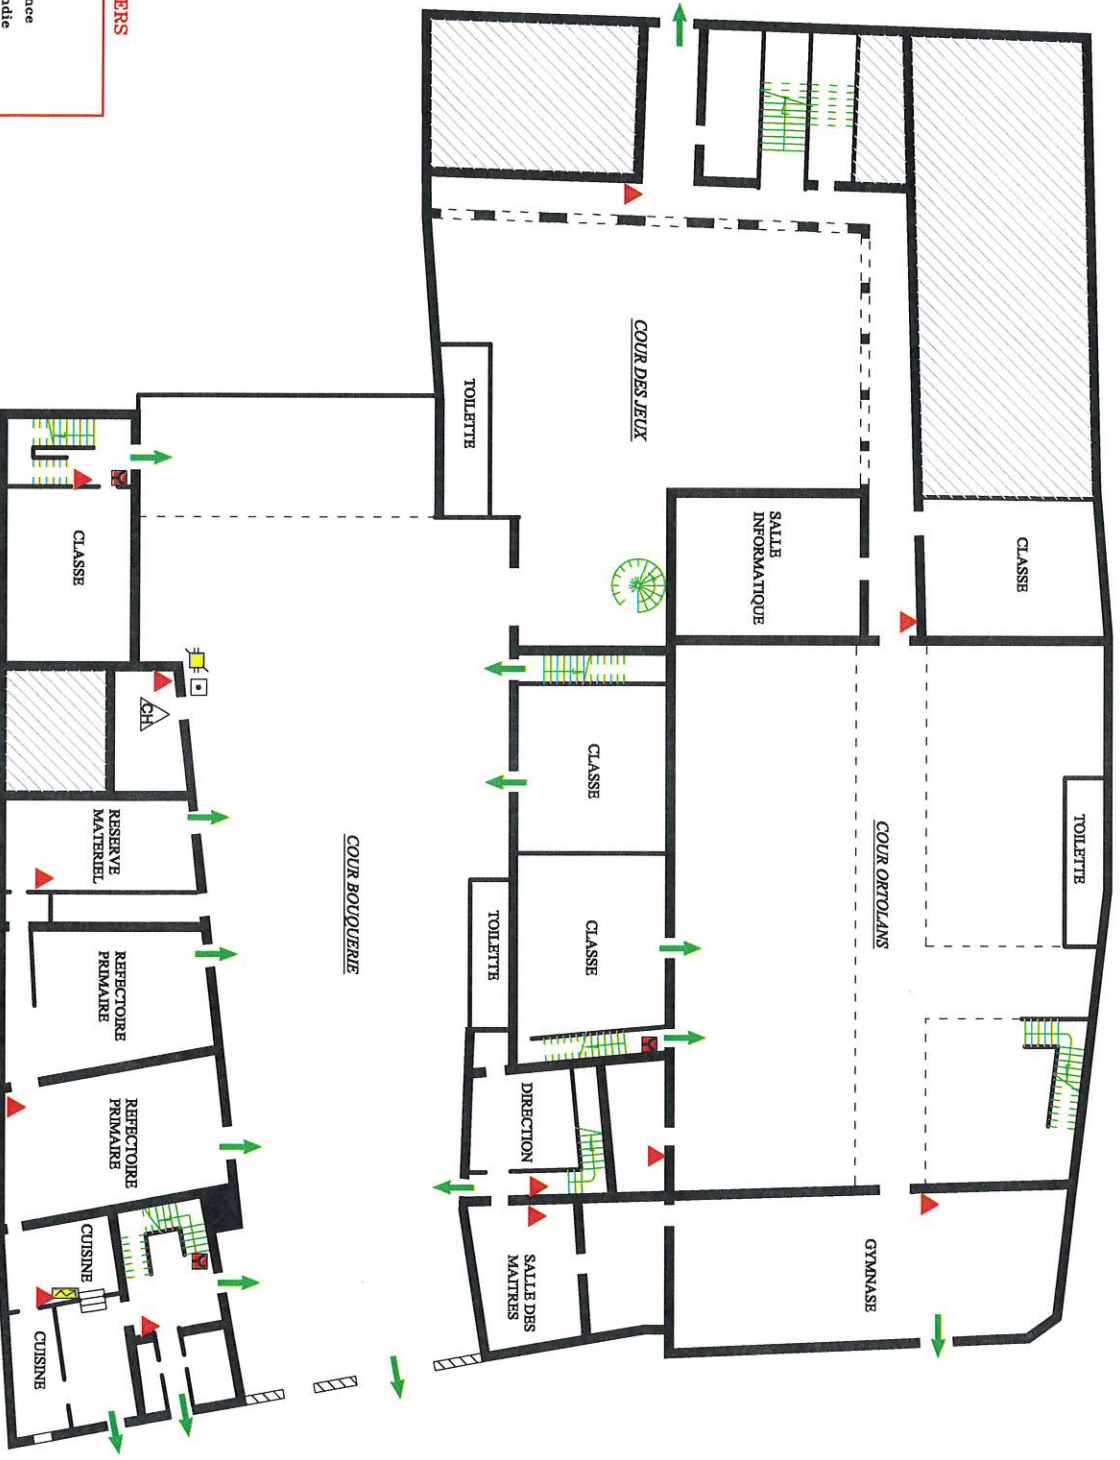 ERS
nce
ndie
COUR DES JEUX
TOILETTE
SALLE
INFORMATIQUE
CLASSE
CLASSE
CH
CLASSE
CLASSE
TOILETTE
COUR ORTOLANS
TOILETTE
COUR BOUQUERIE
RESERVE
MATERIEL
REFECTOIRE
PRIMAIRE
REFECTOIRE
PRIMAIRE
DIRECTION
SALLE DES
MAITRES
GYMNASE
CUISINE
CUISINE